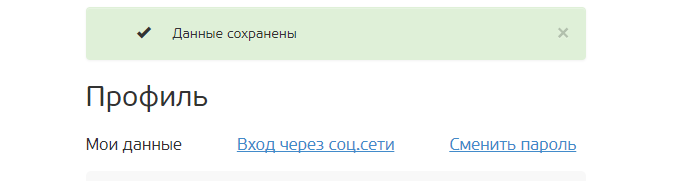 Данные сохранены
Профиль
Мои данные Вход через соц.сети Сменить пароль